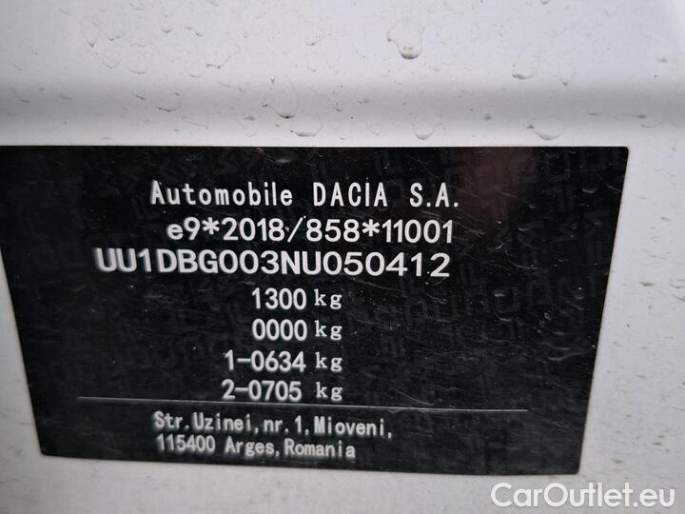 Automobile DACIA S.A.
e9*2018/858*11001
UU1DBG003NU050412
1300 kg
0000 kg
1-0634 kg
2-0705 kg
Str.Uzinei,nr.1,Mioveni,
115400 Arges,Romania
CarOutlet.eu